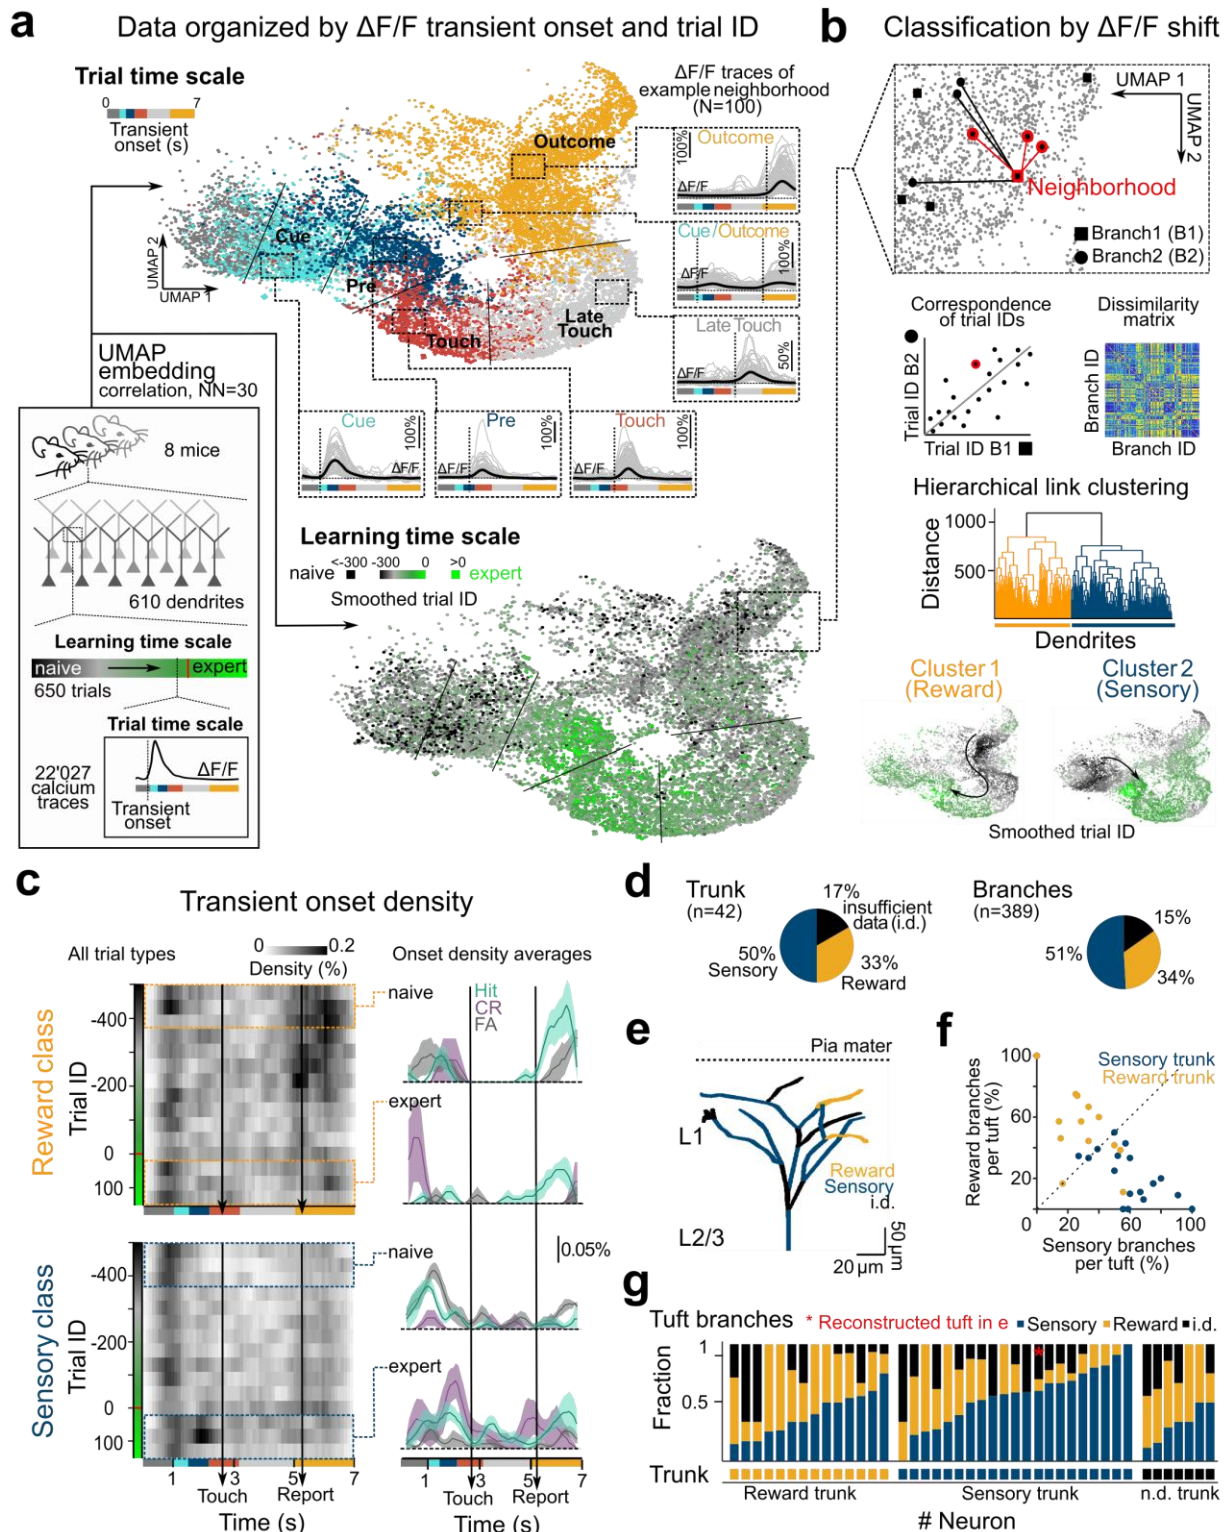 a
Data organized by ΔF/F transient onset and trial ID
Trial time scale
0
7
Transient
onset (s)
Outcome
Cue
Pre
Touch
Late
Touch
UMAP 2
UMAP 1
ΔF/F traces of
example neighborhood
(N=100)
100%
Outcome
ΔF/F
Cue/Outcome
100%
ΔF/F
Late Touch
50%
ΔF/F
Cue
100%
ΔF/F
Pre
100%
ΔF/F
Touch
100%
ΔF/F
UMAP
embedding
correlation, NN=30
8 mice
610 dendrites
Learning time scale
naive
expert
650 trials
Trial time scale
22'027
calcium
traces
ΔF/F
Transient
onset
Learning time scale
<-300 -300 0 >0
naive
expert
Smoothed trial ID
b
Classification by ΔF/F shift
UMAP 1
UMAP 2
Neighborhood
Branch1 (B1)
Branch2 (B2)
Correspondence
of trial IDs
Trial ID B2
Trial ID B1
Dissimilarity
matrix
Branch ID
Branch ID
Hierarchical link clustering
Distance
1000
500
Dendrites
Cluster 1
(Reward)
Cluster 2
(Sensory)
Smoothed trial ID
c
Transient onset density
All trial types
0
0.2
Density (%)
Onset density averages
Reward class
Trial ID
-400
-200
0
100
naive
Hit
CR
FA
expert
Sensory class
Trial ID
-400
-200
0
100
naive
0.05%
expert
1 3 5 7
Touch
Report
Time (s)
1 3 5 7
Touch
Report
Time (s)
d
Trunk
(n=42)
17%
insufficient
data (i.d.)
50%
Sensory
33%
Reward
Branches
(n=389)
15%
51%
34%
e
Pia mater
L1
L2/3
Reward
Sensory
i.d.
50 µm
20 µm
f
Sensory trunk
Reward trunk
Reward branches
per tuft (%)
100
60
20
0
20 60 100
Sensory branches
per tuft (%)
g
Tuft branches
* Reconstructed tuft in e
Sensory
Reward
i.d.
Fraction
1
0.5
*
Trunk
Reward trunk
Sensory trunk
n.d. trunk
# Neuron